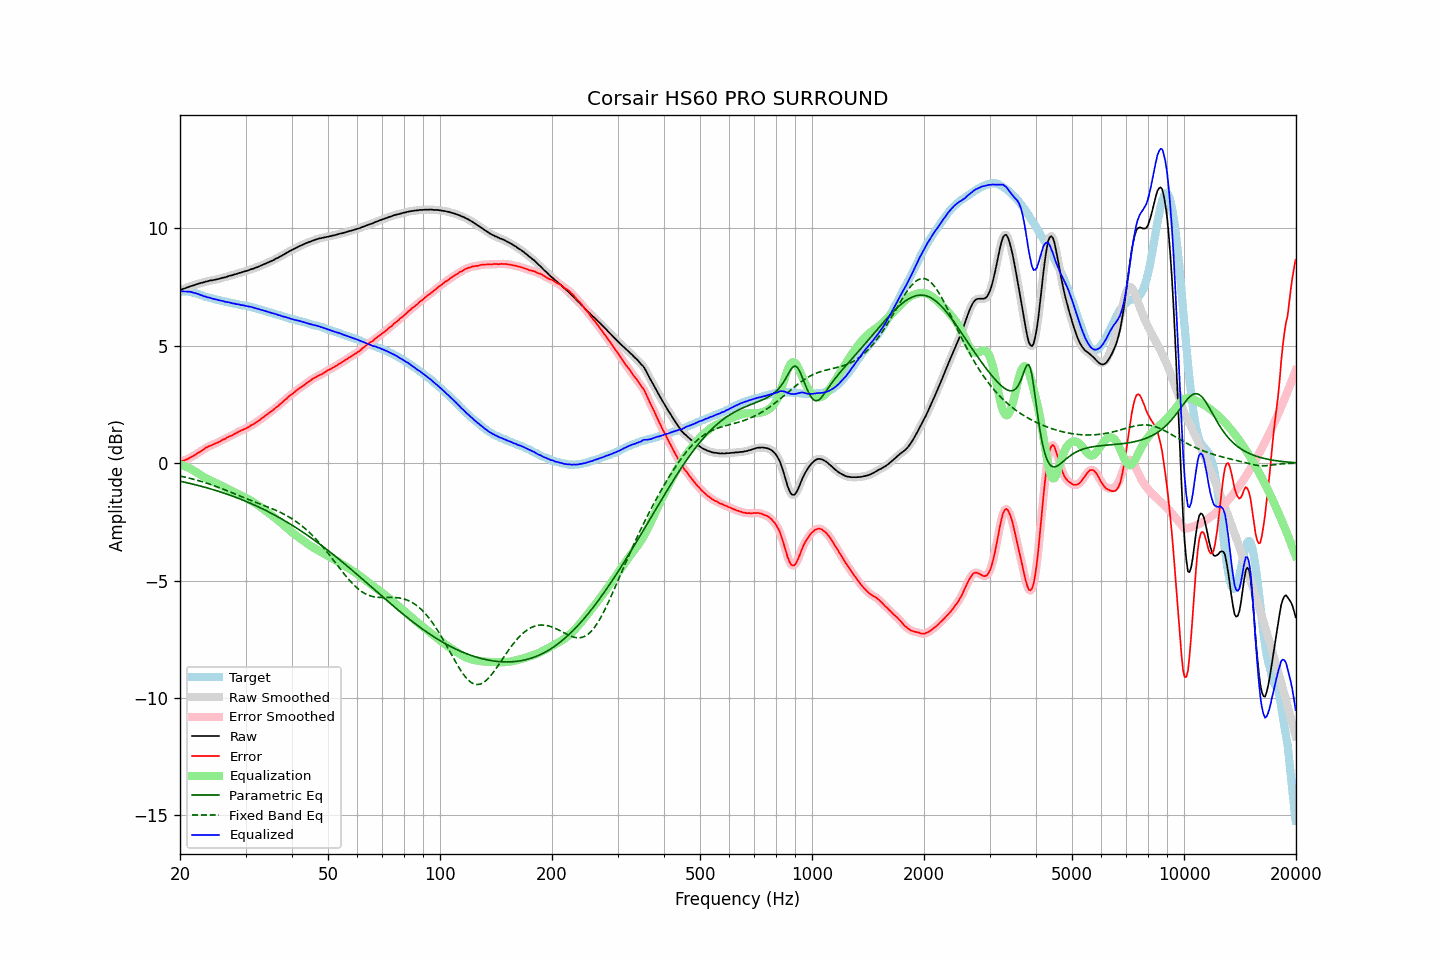 Corsair HS60 PRO SURROUND
Amplitude (dBr)
10
5
0
−5
−10
−15
Target
Raw Smoothed
Error Smoothed
Raw
Error
Equalization
Parametric Eq
Fixed Band Eq
Equalized
20 50 100 200 500 1000 2000 5000 10000 20000
Frequency (Hz)